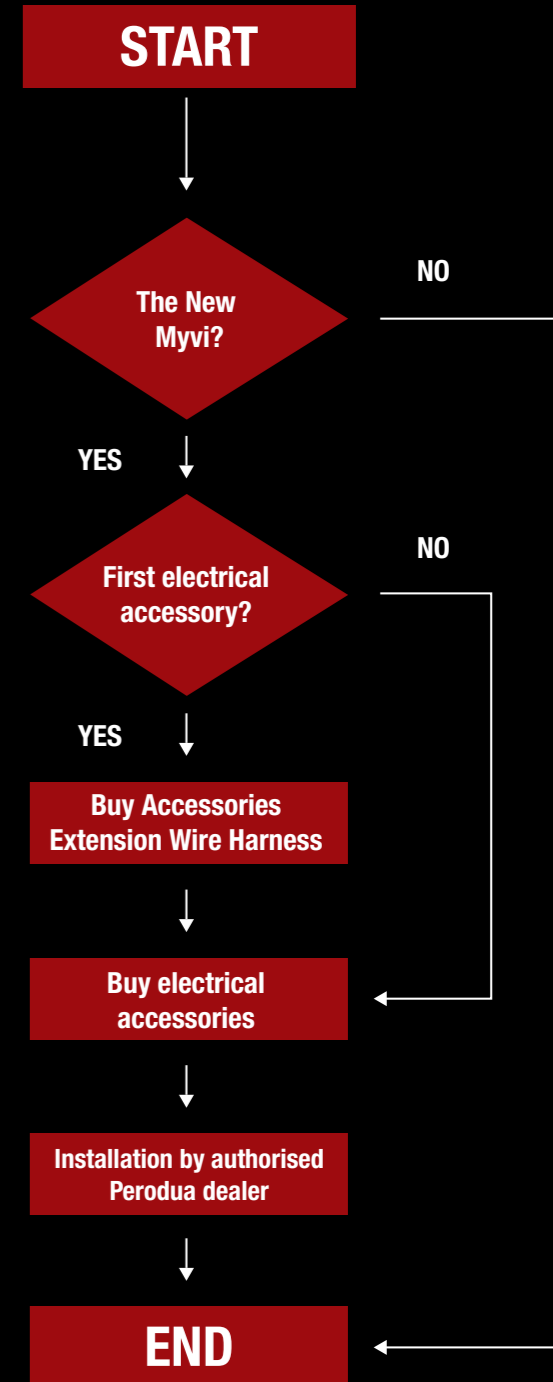 START
The New
Myvi?
NO
YES
First electrical
accessory?
NO
YES
Buy Accessories
Extension Wire Harness
Buy electrical
accessories
Installation by authorised
Perodua dealer
END